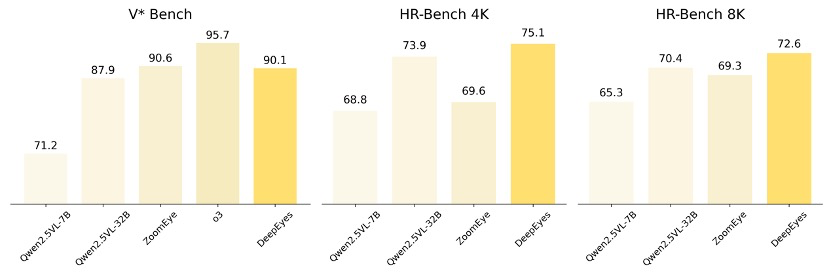 V* Bench
71.2
87.9
90.6
95.7
90.1
Qwen2.5VL-7B
Qwen2.5VL-32B
ZoomEye
o3
DeepEyes
HR-Bench 4K
68.8
73.9
69.6
75.1
Qwen2.5VL-7B
Qwen2.5VL-32B
ZoomEye
DeepEyes
HR-Bench 8K
65.3
70.4
69.3
72.6
Qwen2.5VL-7B
Qwen2.5VL-32B
ZoomEye
DeepEyes